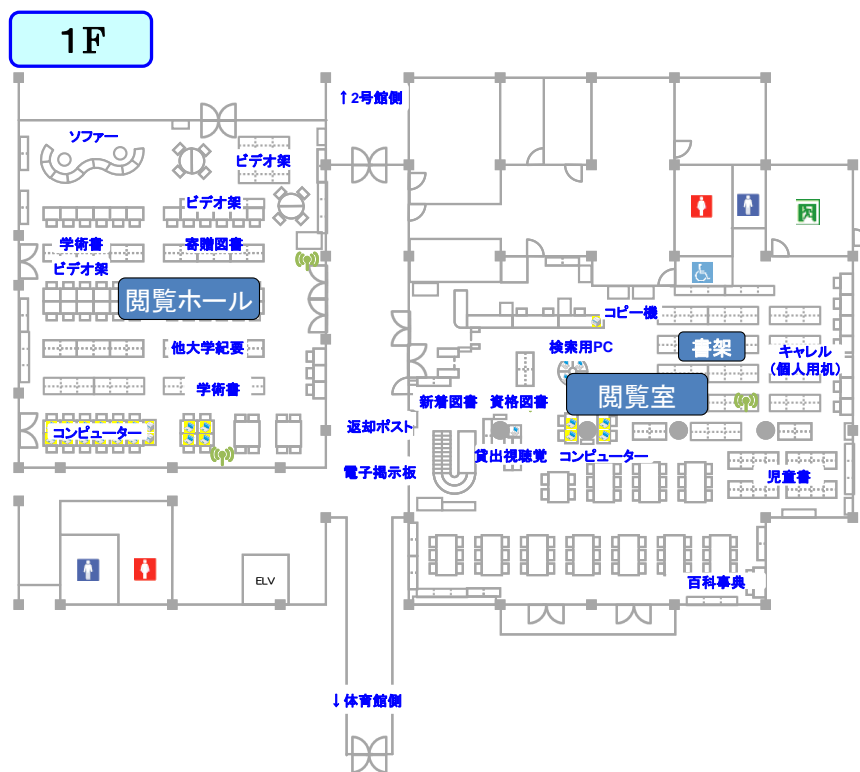 1F
↑2号館側
ソファー
ビデオ架
ビデオ架
学術書
寄贈図書
ビデオ架
閲覧ホール
コピー機
検索用PC
書架
キャレル
(個人用机)
他大学紀要
学術書
閲覧室
新着図書
資格図書
返却ポスト
コンピューター
貸出視聴覚
コンピューター
電子掲示板
児童書
ELV
百科事典
↓体育館側